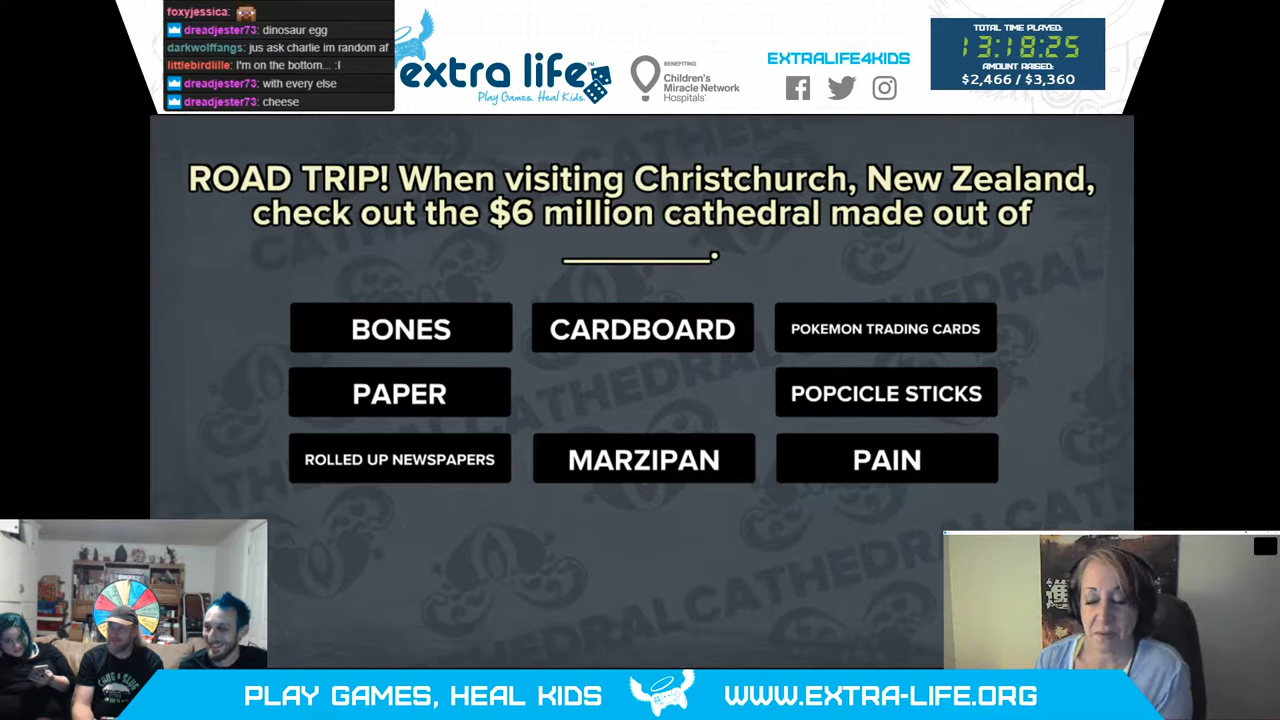 foxyjessica:
dreadjester73: dinosaur egg
darkwolffangs: jus ask charlie im random af
littlebirdlille: I'm on the bottom... :l
dreadjester73: with every else
dreadjester73: cheese
extra life
Play Games. Heal Kids.
BENEFITING
Children's
Miracle Network
Hospitals
EXTRALIFE4KIDS
TOTAL TIME PLAYED:
13:18:25
AMOUNT RAISED:
$2,466 / $3,360
ROAD TRIP! When visiting Christchurch, New Zealand,
check out the $6 million cathedral made out of
________.
BONES
CARDBOARD
POKEMON TRADING CARDS
PAPER
POPCICLE STICKS
ROLLED UP NEWSPAPERS
MARZIPAN
PAIN
PLAY GAMES, HEAL KIDS
WWW.EXTRA-LIFE.ORG